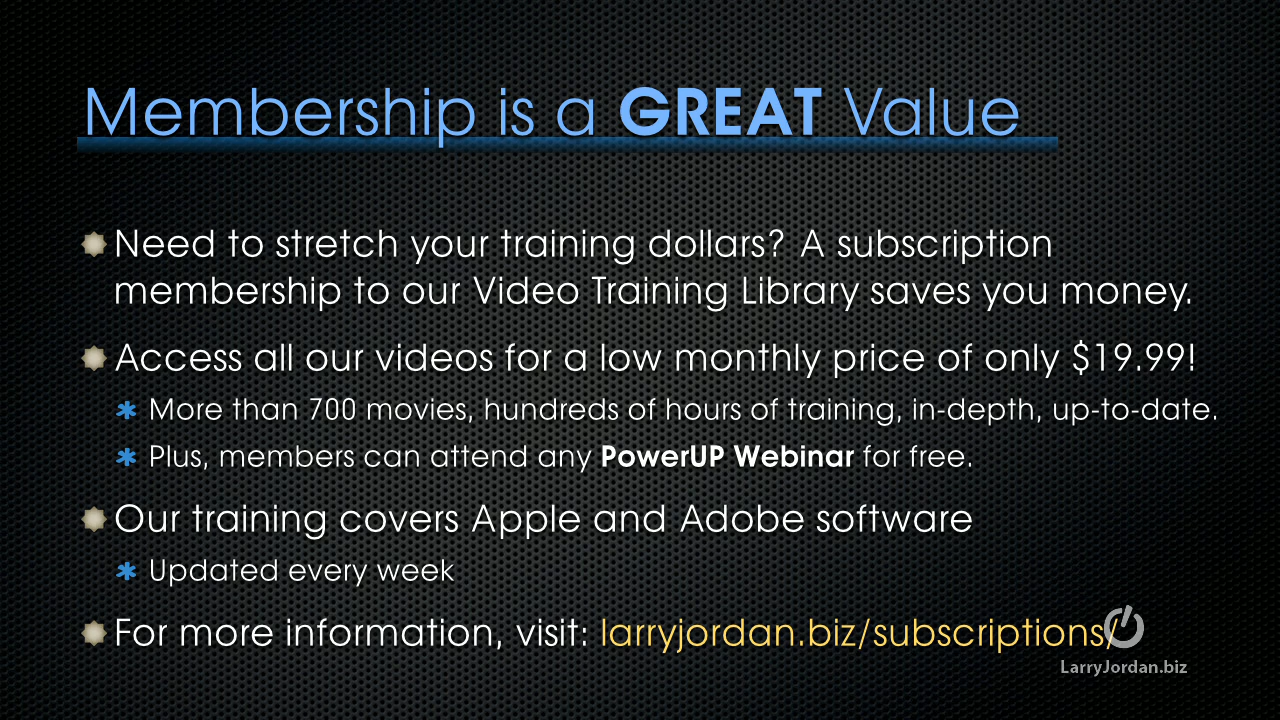 Membership is a GREAT Value
Need to stretch your training dollars? A subscription
membership to our Video Training Library saves you money.
Access all our videos for a low monthly price of only $19.99!
More than 700 movies, hundreds of hours of training, in-depth, up-to-date.
Plus, members can attend any PowerUP Webinar for free.
Our training covers Apple and Adobe software
Updated every week
For more information, visit: larryjordan.biz/subscriptions/
LarryJordan.biz